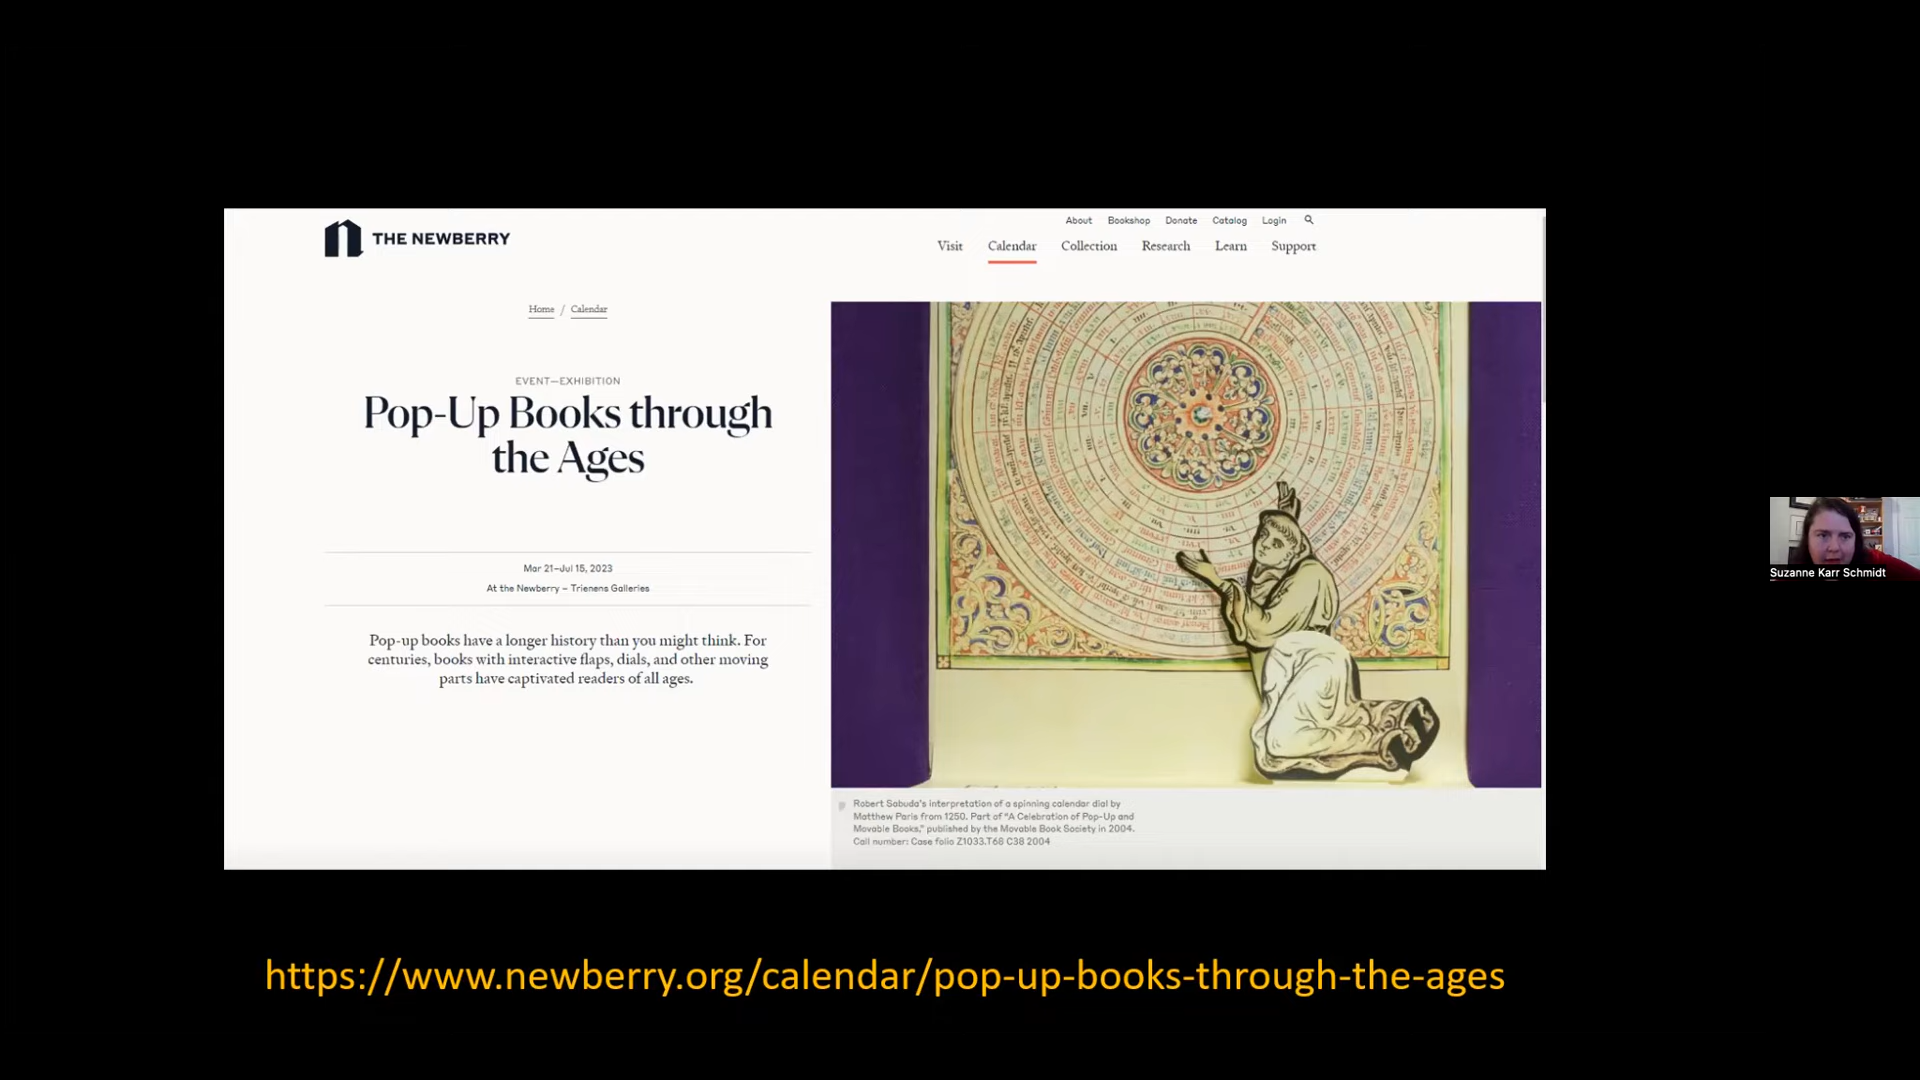 THE NEWBERRY
About Bookshop Donate Catalog Login
Visit Calendar Collection Research Learn Support
Home / Calendar
EVENT—EXHIBITION
Pop-Up Books through
the Ages
Mar 21–Jul 15, 2023
At the Newberry – Trienens Galleries
Pop-up books have a longer history than you might think. For
centuries, books with interactive flaps, dials, and other moving
parts have captivated readers of all ages.
Robert Sabuda's interpretation of a spinning calendar dial by
Matthew Paris from 1250. Part of "A Celebration of Pop-Up and
Movable Books," published by the Movable Book Society in 2004.
Call number: Case folio Z1033.T68 C38 2004
Suzanne Karr Schmidt
https://www.newberry.org/calendar/pop-up-books-through-the-ages